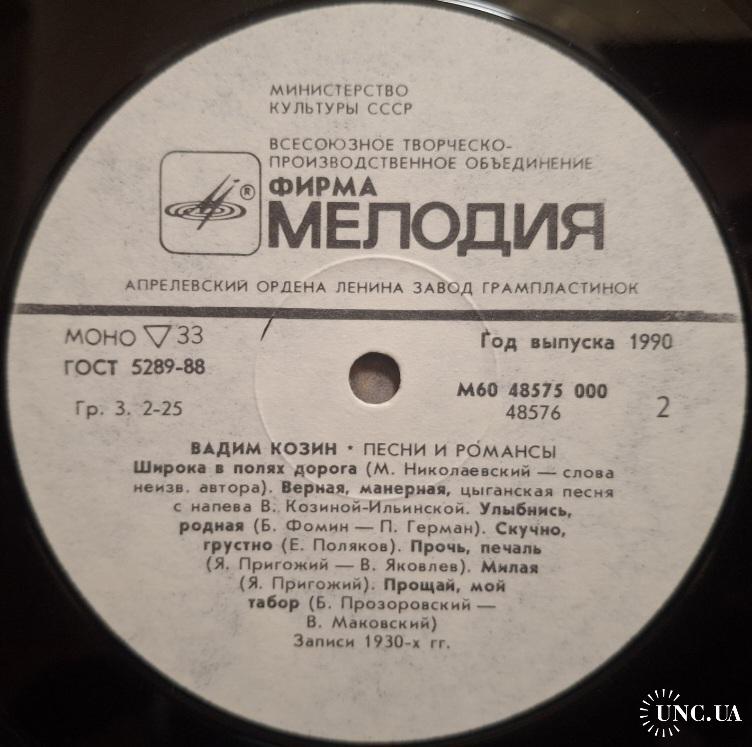 МИНИСТЕРСТВО
КУЛЬТУРЫ СССР
ВСЕСОЮЗНОЕ ТВОРЧЕСКО-
ПРОИЗВОДСТВЕННОЕ ОБЪЕДИНЕНИЕ
®
ФИРМА
МЕЛОДИЯ
АПРЕЛЕВСКИЙ ОРДЕНА ЛЕНИНА ЗАВОД ГРАМПЛАСТИНОК
МОНО ▽ 33
Год выпуска 1990
ГОСТ 5289-88
М60 48575 000
Гр. 3. 2-25
48576
2
ВАДИМ КОЗИН • ПЕСНИ И РОМАНСЫ
Широка в полях дорога (М. Николаевский — слова
неизв. автора). Верная, манерная, цыганская песня
с напева В. Козиной-Ильинской. Улыбнись,
родная (Б. Фомин — П. Герман). Скучно,
грустно (Е. Поляков). Прочь, печаль
(Я. Пригожий — В. Яковлев). Милая
(Я. Пригожий). Прощай, мой
табор (Б. Прозоровский —
В. Маковский)
Записи 1930-х гг.
UNC.UA